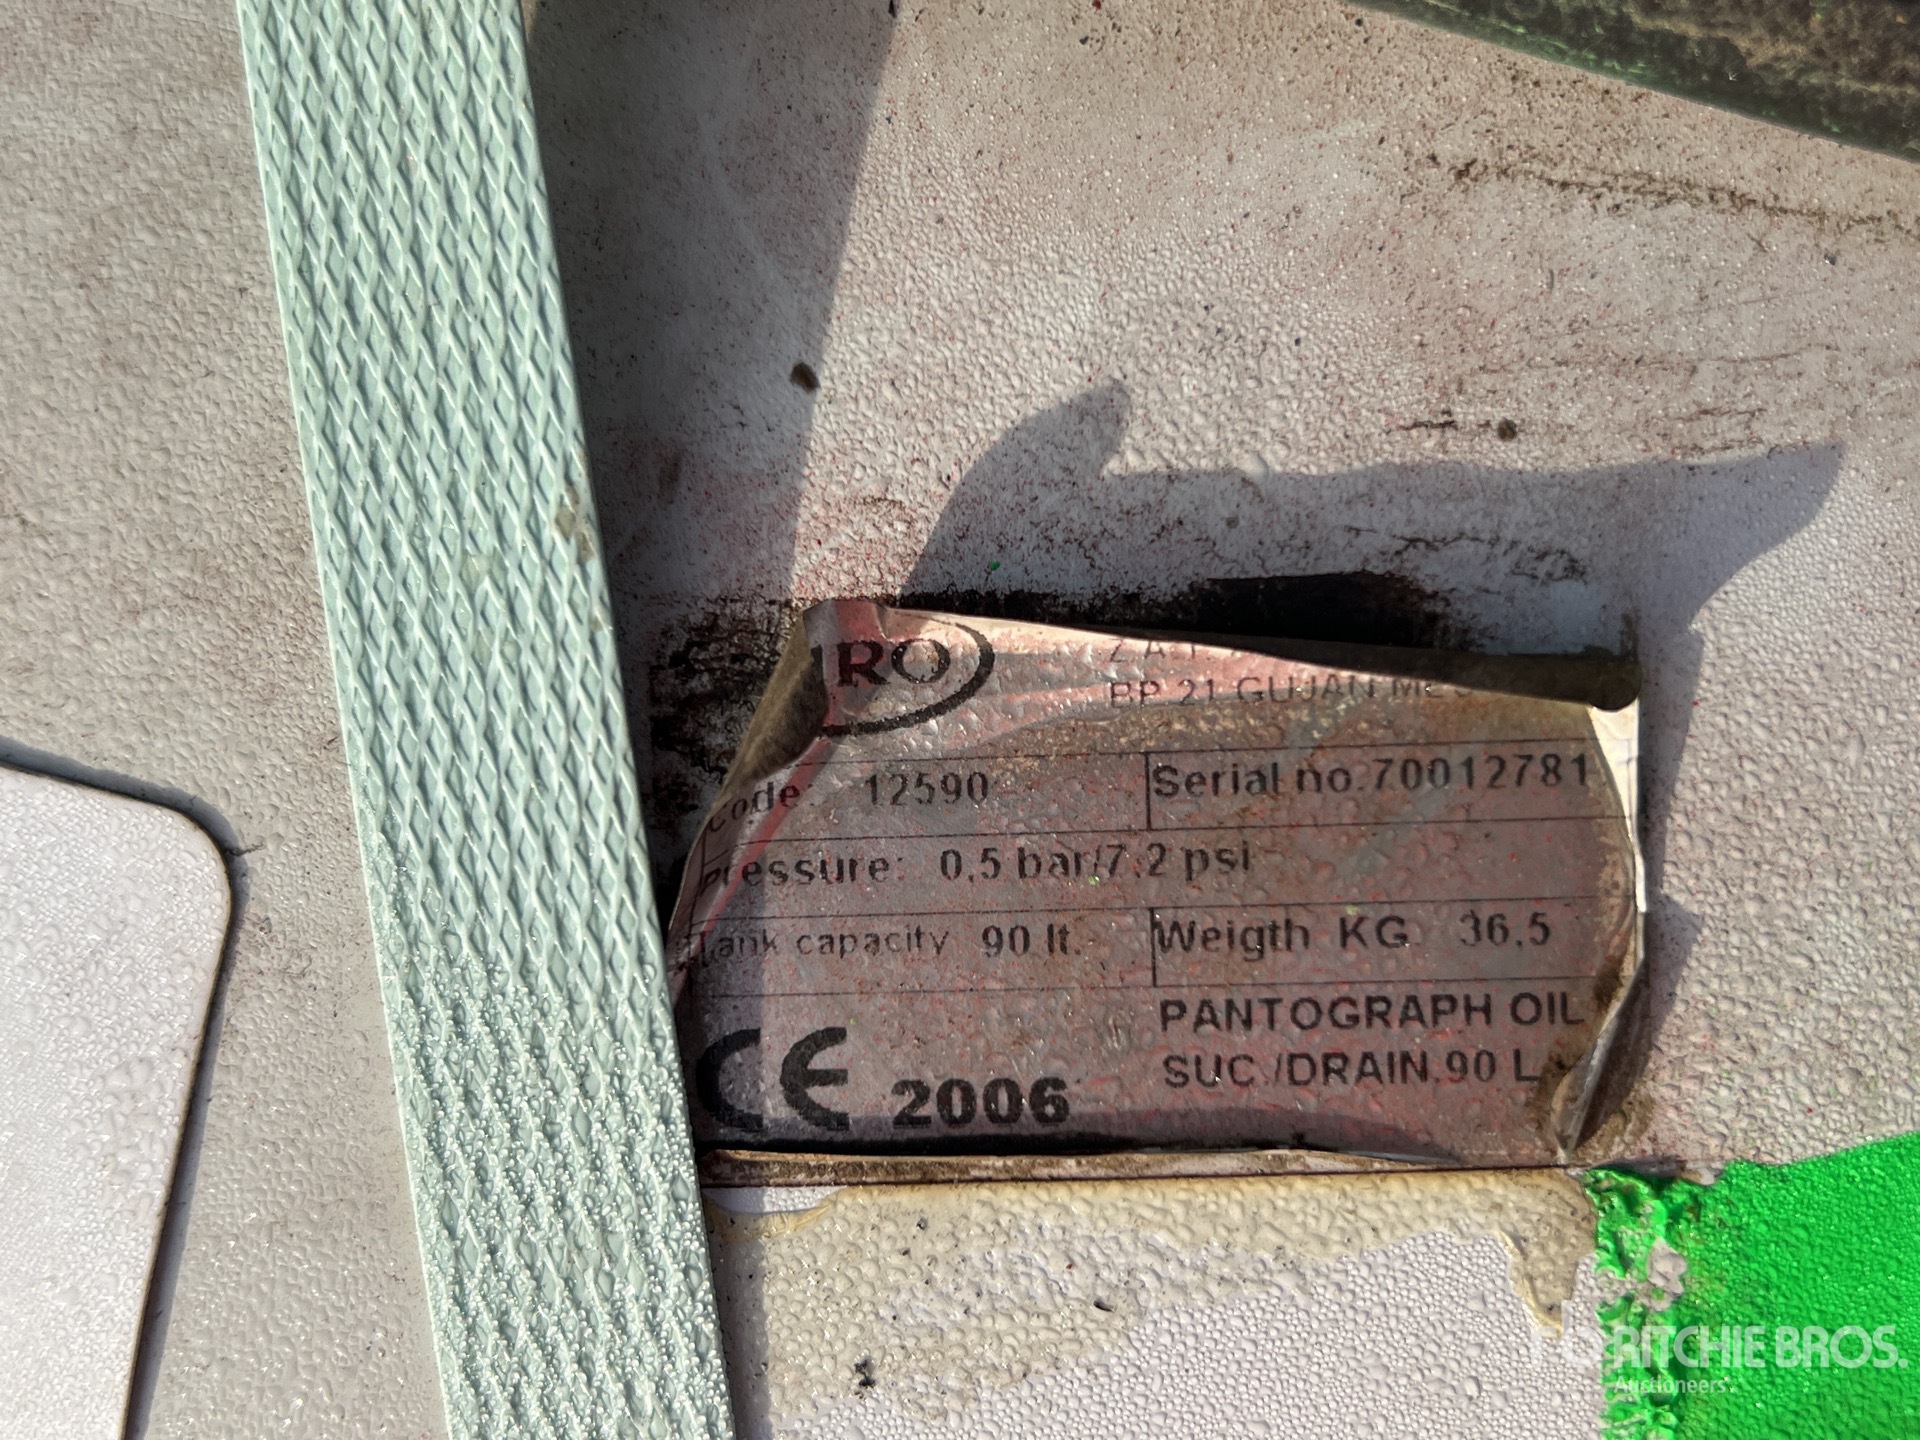 RO
BP 21 GUJAN
Code: 12590 Serial no.70012781
Pressure: 0,5 bar/7,2 psi
Tank capacity 90 lt. Weigth KG 36,5
PANTOGRAPH OIL
SUC./DRAIN.90 L
CE 2006
RITCHIE BROS.
Auctioneers